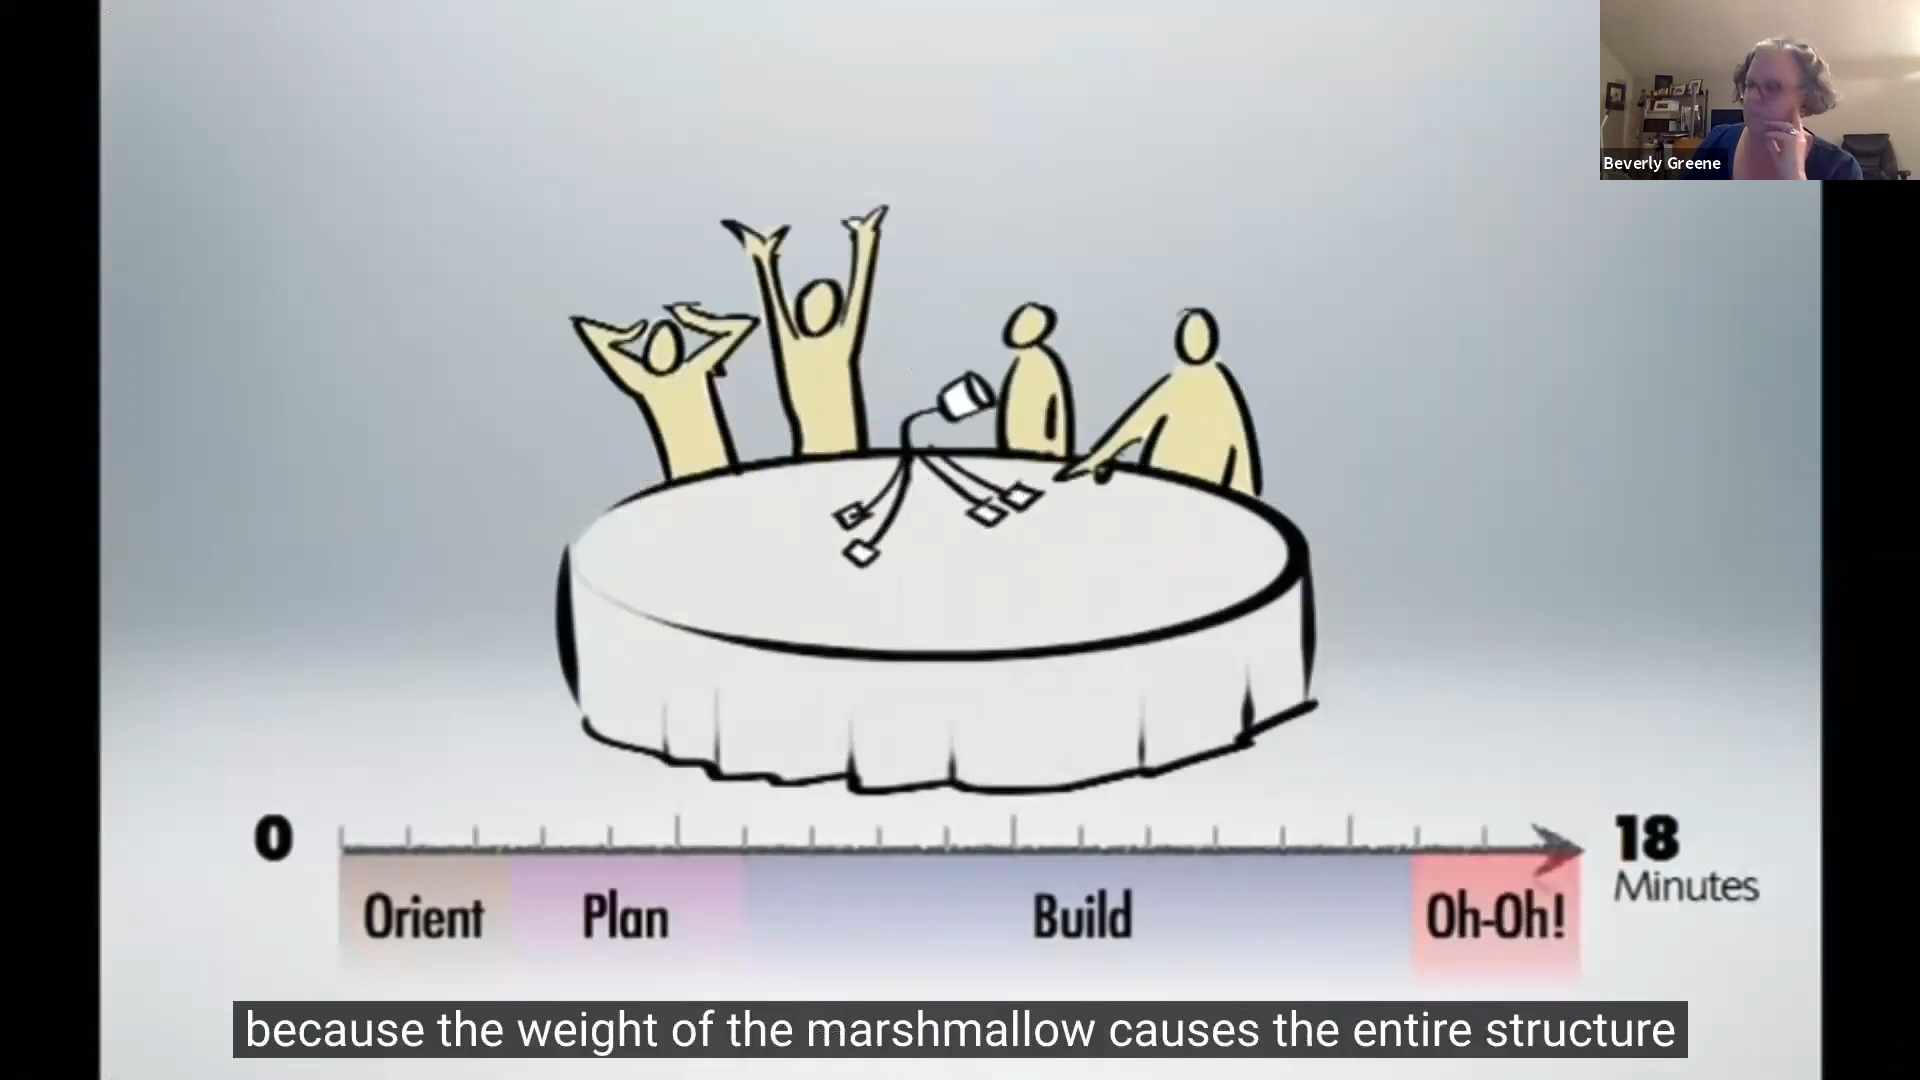 Beverly Greene
0
18
Minutes
Orient
Plan
Build
Oh-Oh!
because the weight of the marshmallow causes the entire structure